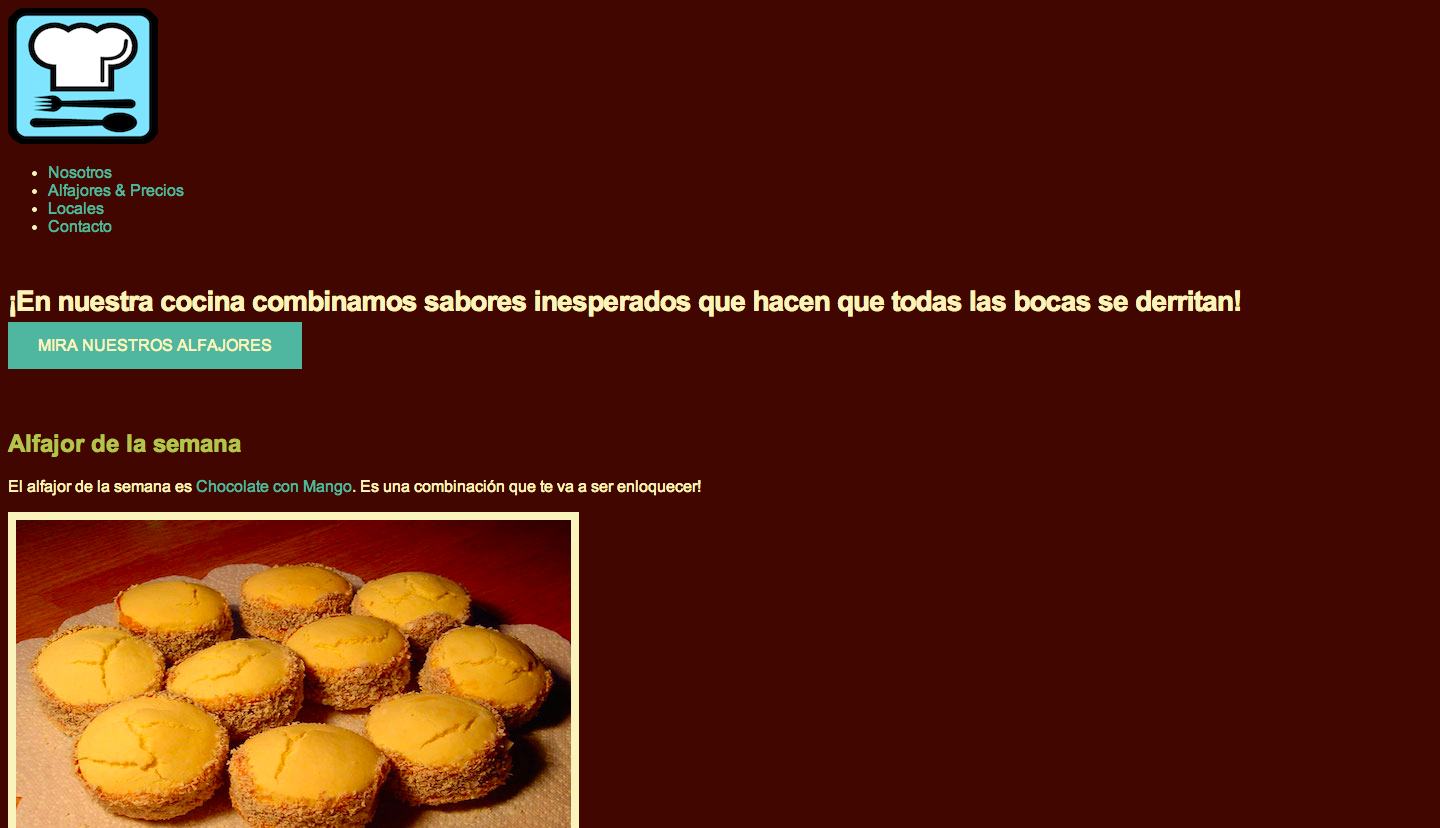 Nosotros
Alfajores & Precios
Locales
Contacto
¡En nuestra cocina combinamos sabores inesperados que hacen que todas las bocas se derritan!
MIRA NUESTROS ALFAJORES
Alfajor de la semana
El alfajor de la semana es Chocolate con Mango. Es una combinación que te va a ser enloquecer!